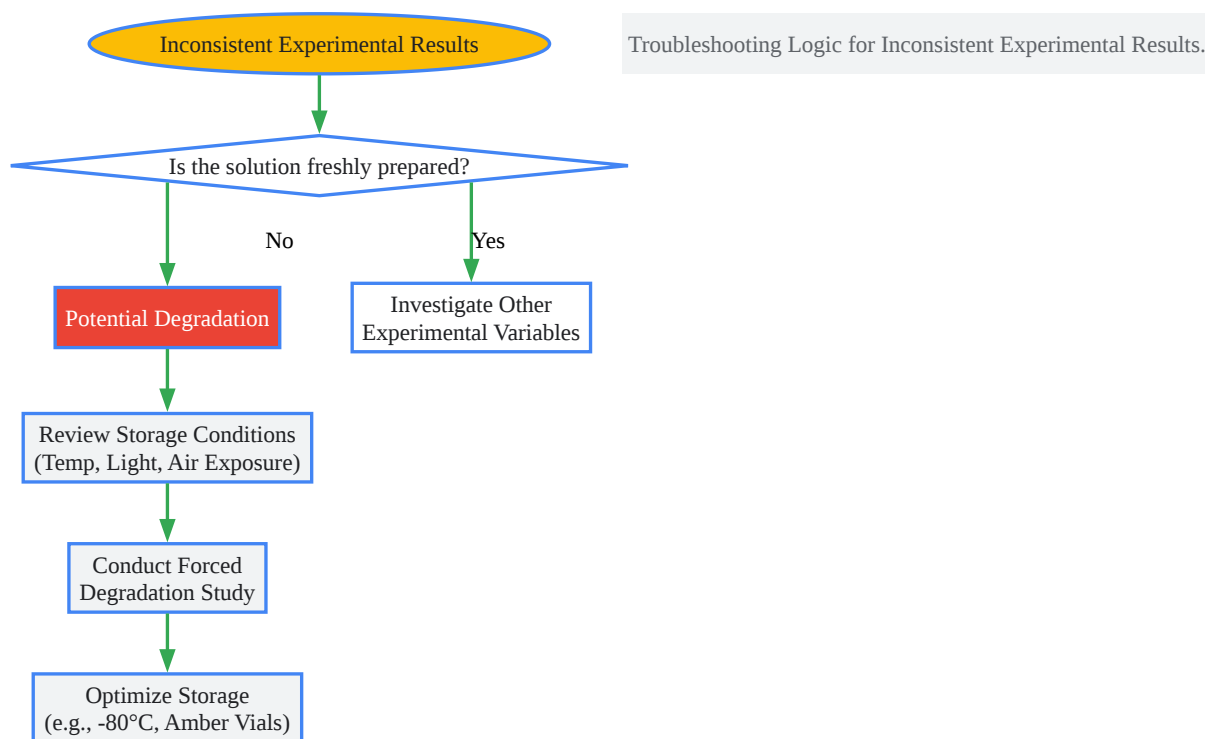 Inconsistent Experimental Results
Troubleshooting Logic for Inconsistent Experimental Results.
Is the solution freshly prepared?
No
Yes
Potential Degradation
Investigate Other
Experimental Variables
Review Storage Conditions
(Temp, Light, Air Exposure)
Conduct Forced
Degradation Study
Optimize Storage
(e.g., -80°C, Amber Vials)